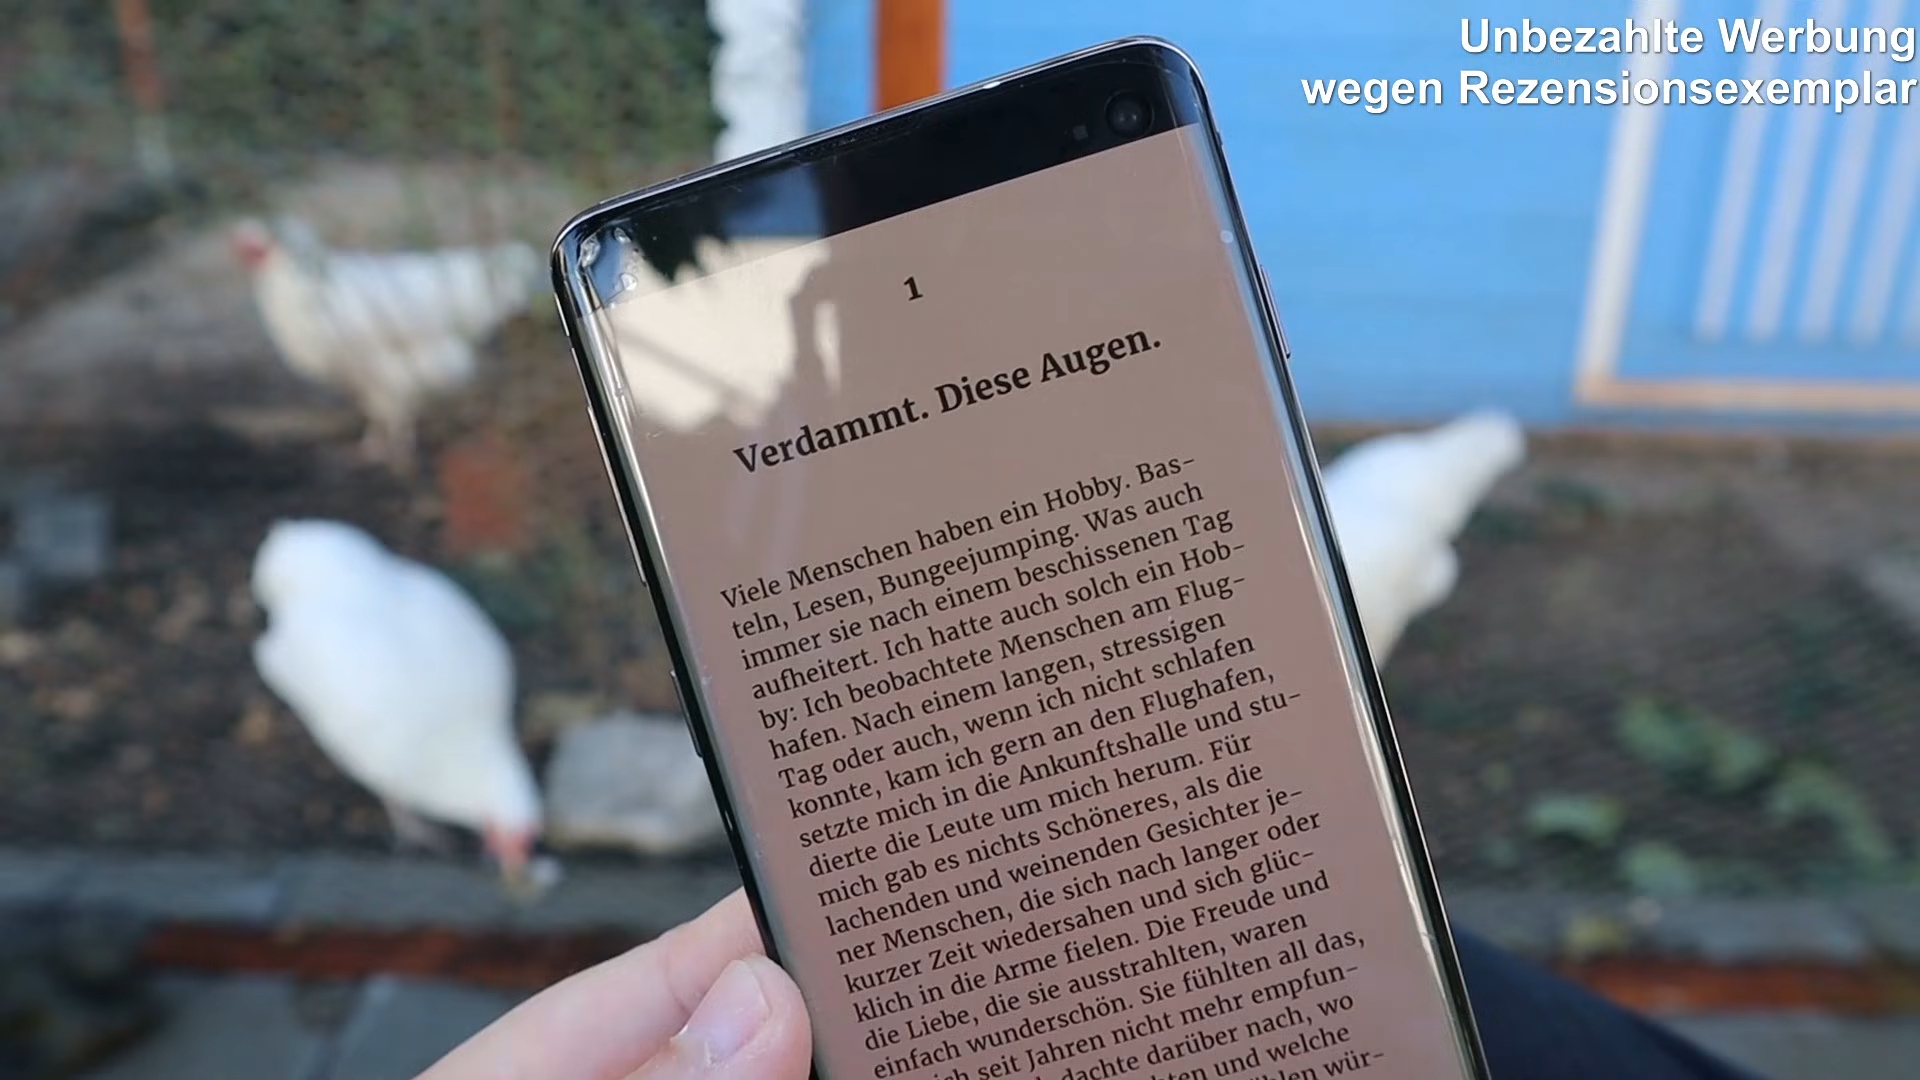 Unbezahlte Werbung
wegen Rezensionsexemplar
1
Verdammt. Diese Augen.
Viele Menschen haben ein Hobby. Bas-
teln, Lesen, Bungeejumping. Was auch
immer sie nach einem beschissenen Tag
aufheitert. Ich hatte auch solch ein Hob-
by: Ich beobachtete Menschen am Flug-
hafen. Nach einem langen, stressigen
Tag oder auch, wenn ich nicht schlafen
konnte, kam ich gern an den Flughafen,
setzte mich in die Ankunftshalle und stu-
dierte die Leute um mich herum. Für
mich gab es nichts Schöneres, als die
lachenden und weinenden Gesichter je-
ner Menschen, die sich nach langer oder
kurzer Zeit wiedersahen und sich glüc-
klich in die Arme fielen. Die Freude und
die Liebe, die sie ausstrahlten, waren
einfach wunderschön. Sie fühlten all das,
seit Jahren nicht mehr empfun-
dachte darüber nach, wo
und welche
wür-